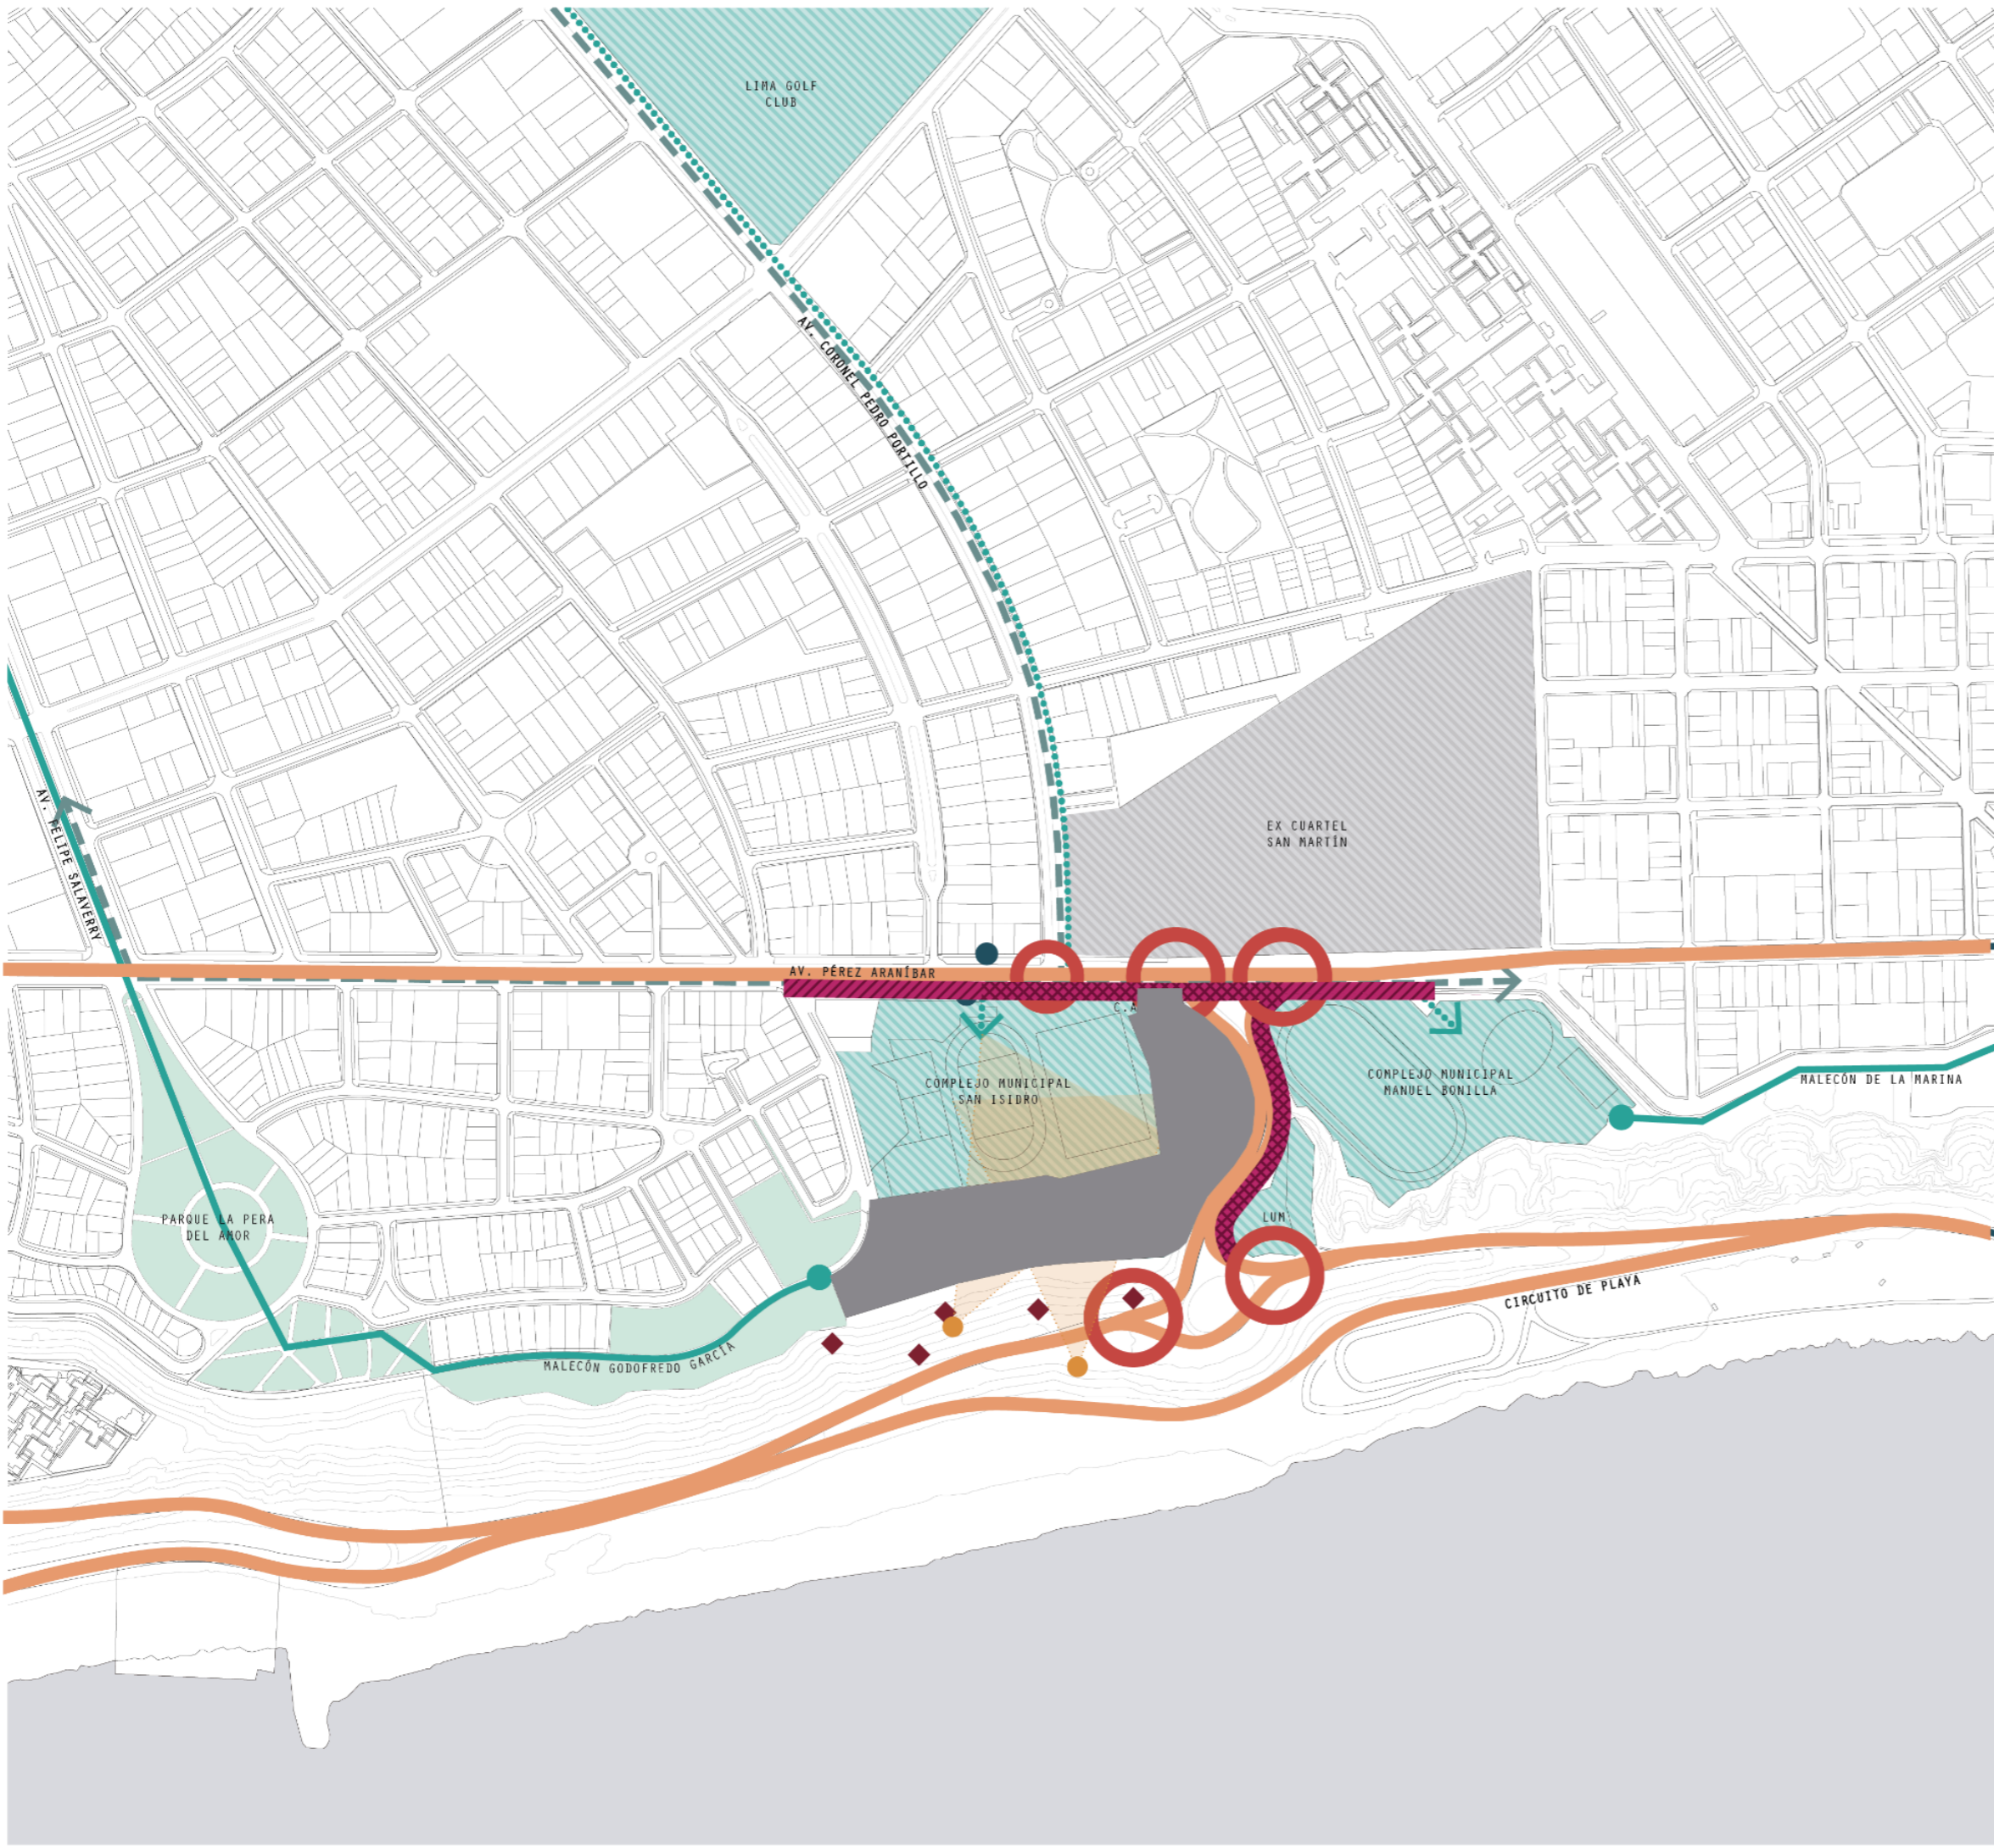 LIMA GOLF
CLUB
AV. CORONEL PEDRO PORTILLO
EX CUARTEL
SAN MARTÍN
AV. FELIPE SALAVERRY
AV. PÉREZ ARANÍBAR
C.A
COMPLEJO MUNICIPAL
SAN ISIDRO
COMPLEJO MUNICIPAL
MANUEL BONILLA
MALECÓN DE LA MARINA
PARQUE LA PERA
DEL AMOR
LUM
CIRCUITO DE PLAYA
MALECÓN GODOFREDO GARCÍA